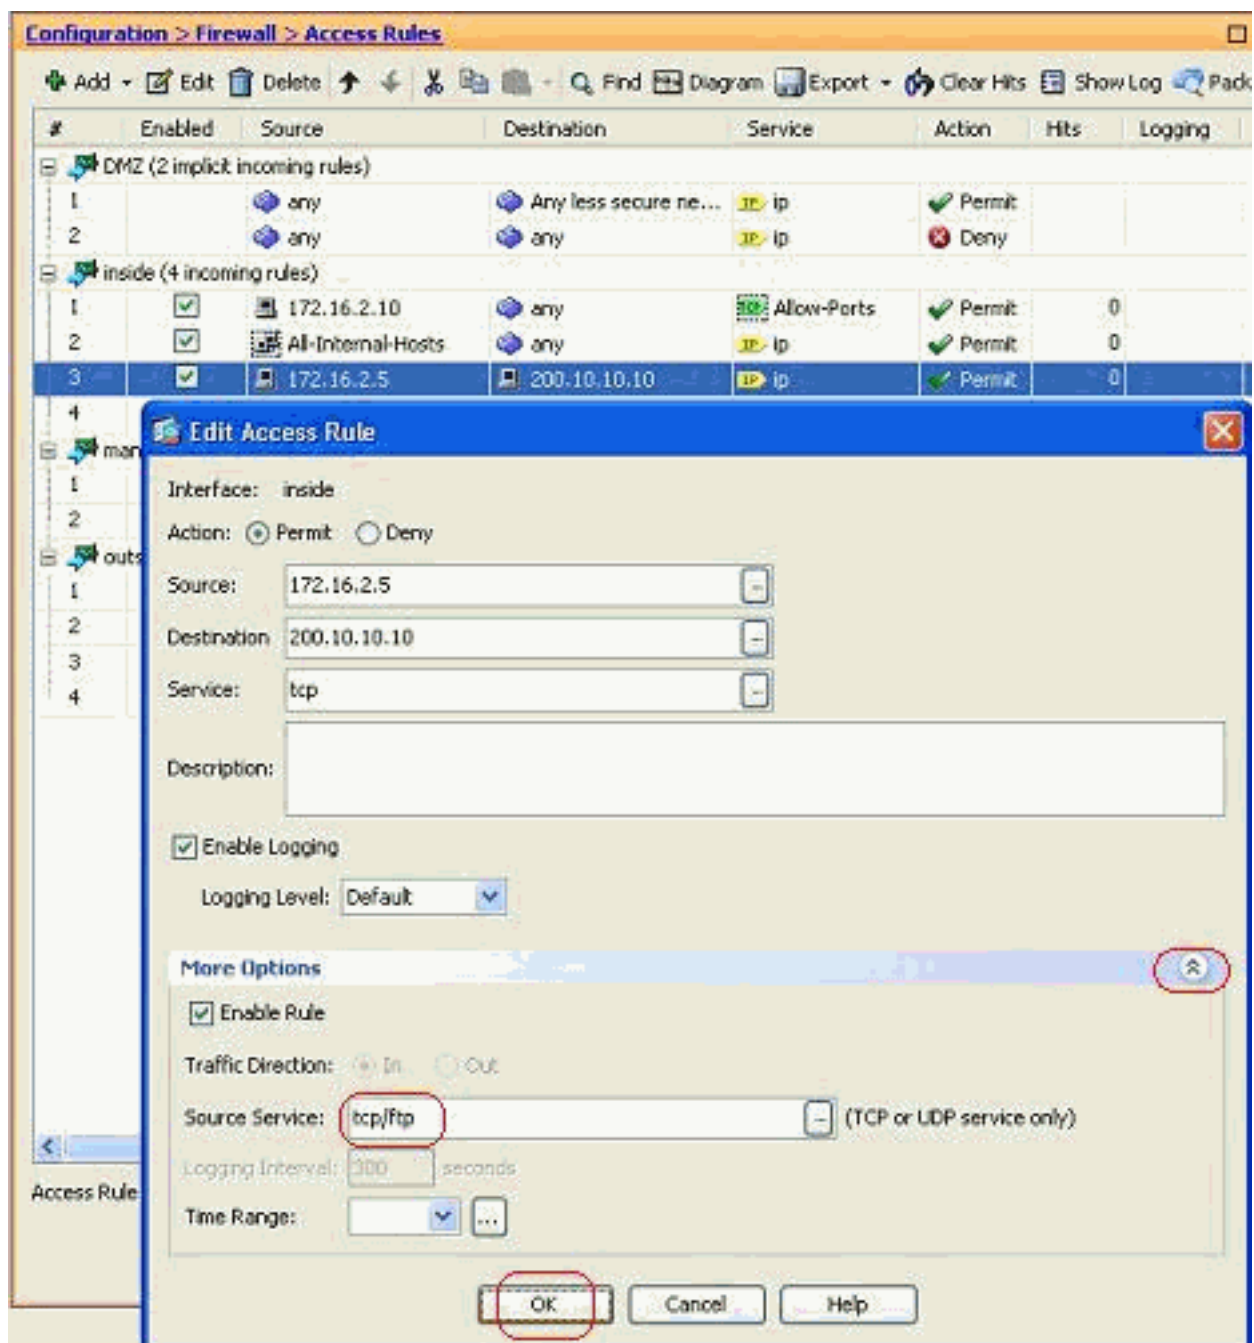 Configuration > Firewall > Access Rules
Add Edit Delete Find Diagram Export Clear Hits Show Log
# Enabled Source Destination Service Action Hits Logging
DMZ (2 implicit incoming rules)
1 any Any less secure ne... IP ip Permit
2 any any IP ip Deny
inside (4 incoming rules)
1 172.16.2.10 any TCP Allow-Ports Permit 0
2 All-Internal-Hosts any IP ip Permit 0
3 172.16.2.5 200.10.10.10 IP ip Permit 0
4
man
1
2
outs
1
2
3
4
Edit Access Rule
Interface: inside
Action: Permit Deny
Source: 172.16.2.5 ...
Destination 200.10.10.10 ...
Service: tcp ...
Description:
Enable Logging
Logging Level: Default
More Options
Enable Rule
Traffic Direction: In Out
Source Service: tcp/ftp ... (TCP or UDP service only)
Logging Interval: 300 seconds
Time Range: ...
Access Rule
OK Cancel Help